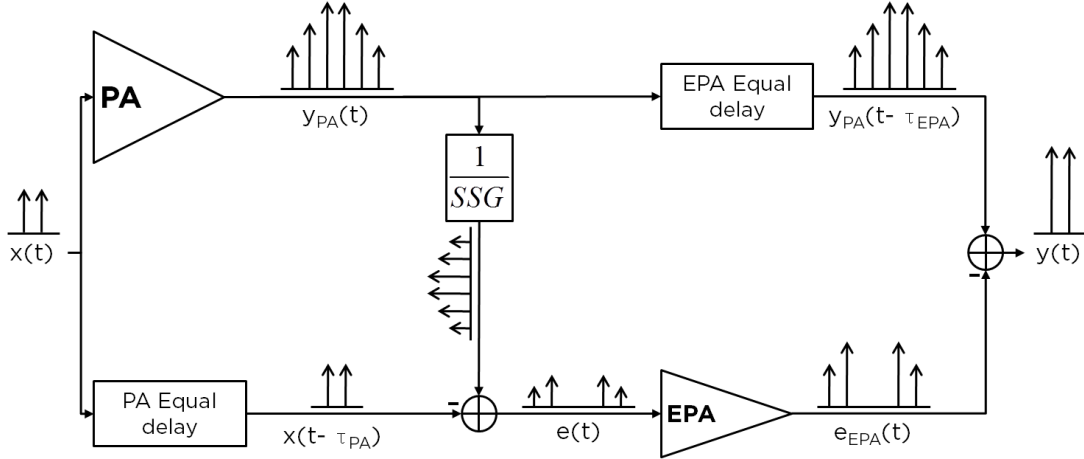 PA
y_PA(t)
EPA Equal
delay
y_PA(t- τ_EPA)
1
SSG
x(t)
y(t)
-
PA Equal
delay
x(t- τ_PA)
-
e(t)
EPA
e_EPA(t)